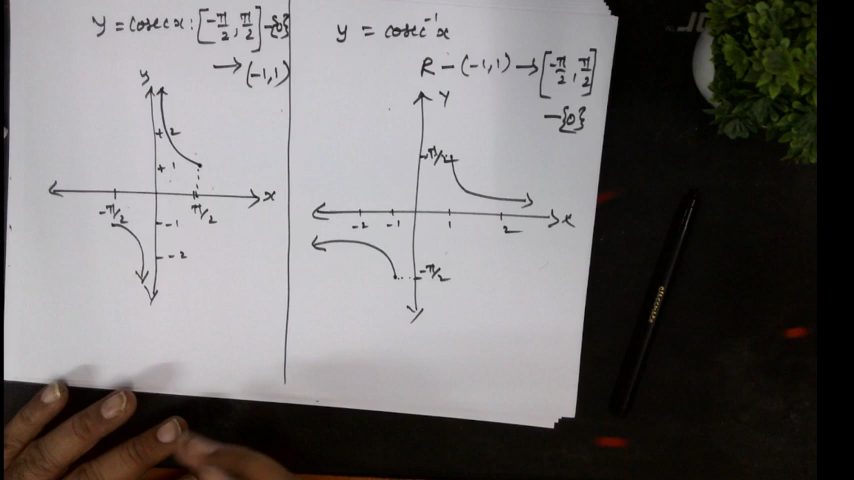 y = cosec x : [-π/2, π/2] - {0}
→ (-1, 1)
y
+ 2
+ 1
x
-π/2
π/2
-1
-2
y = cosec⁻¹x
R - (-1, 1) → [-π/2, π/2]
- {0}
y
π/2
-2 -1 1 2 x
-π/2